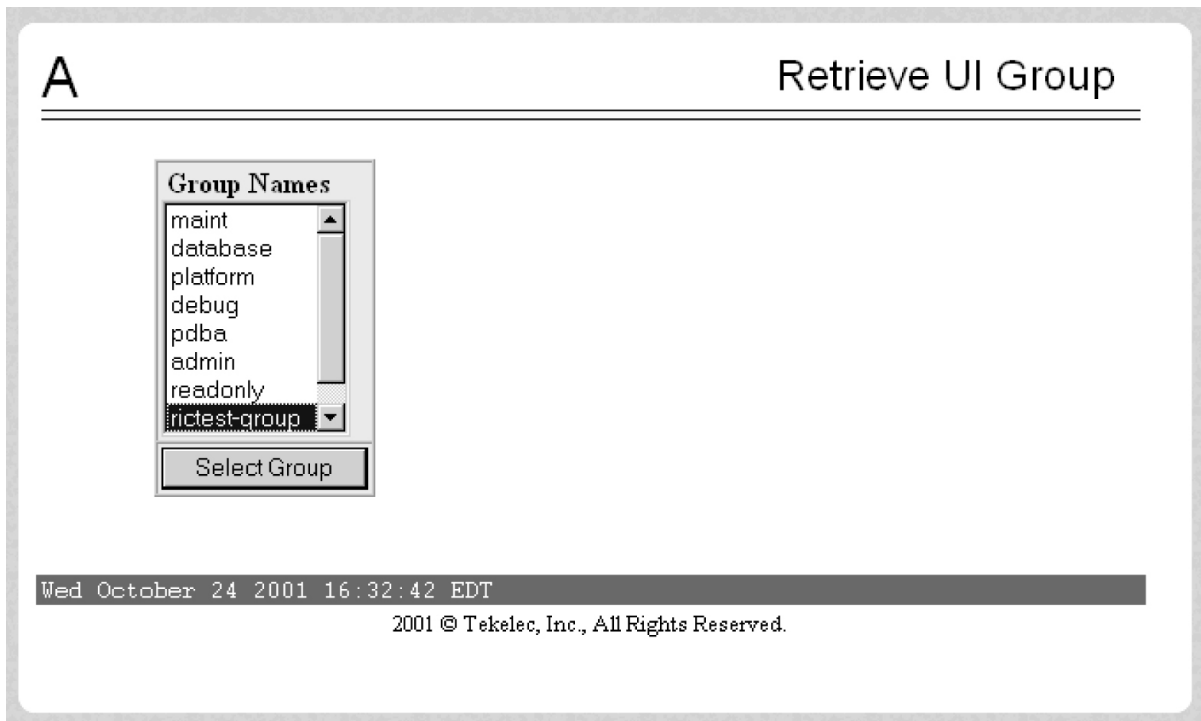 A
Retrieve UI Group
Group Names
maint
database
platform
debug
pdba
admin
readonly
rictest-group
Select Group
Wed October 24 2001 16:32:42 EDT
2001 © Tekelec, Inc., All Rights Reserved.